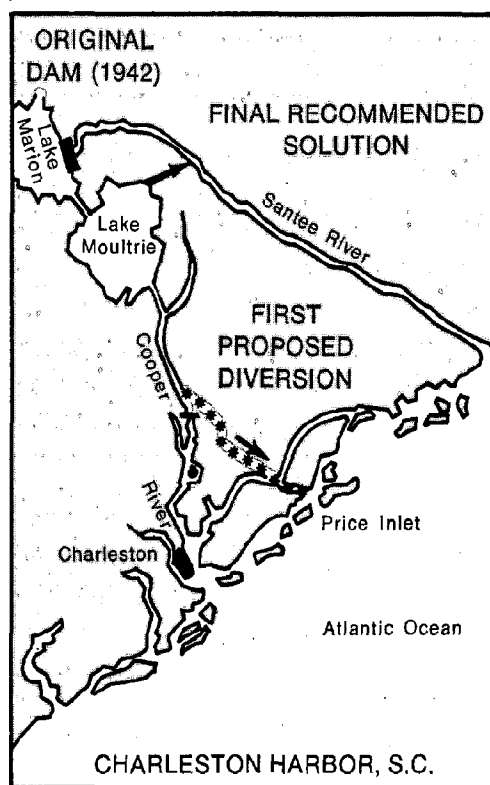 ORIGINAL
DAM (1942)
FINAL RECOMMENDED
SOLUTION
Lake
Marion
Lake
Moultrie
Santee River
FIRST
PROPOSED
DIVERSION
Cooper
River
Price Inlet
Charleston
Atlantic Ocean
CHARLESTON HARBOR, S.C.